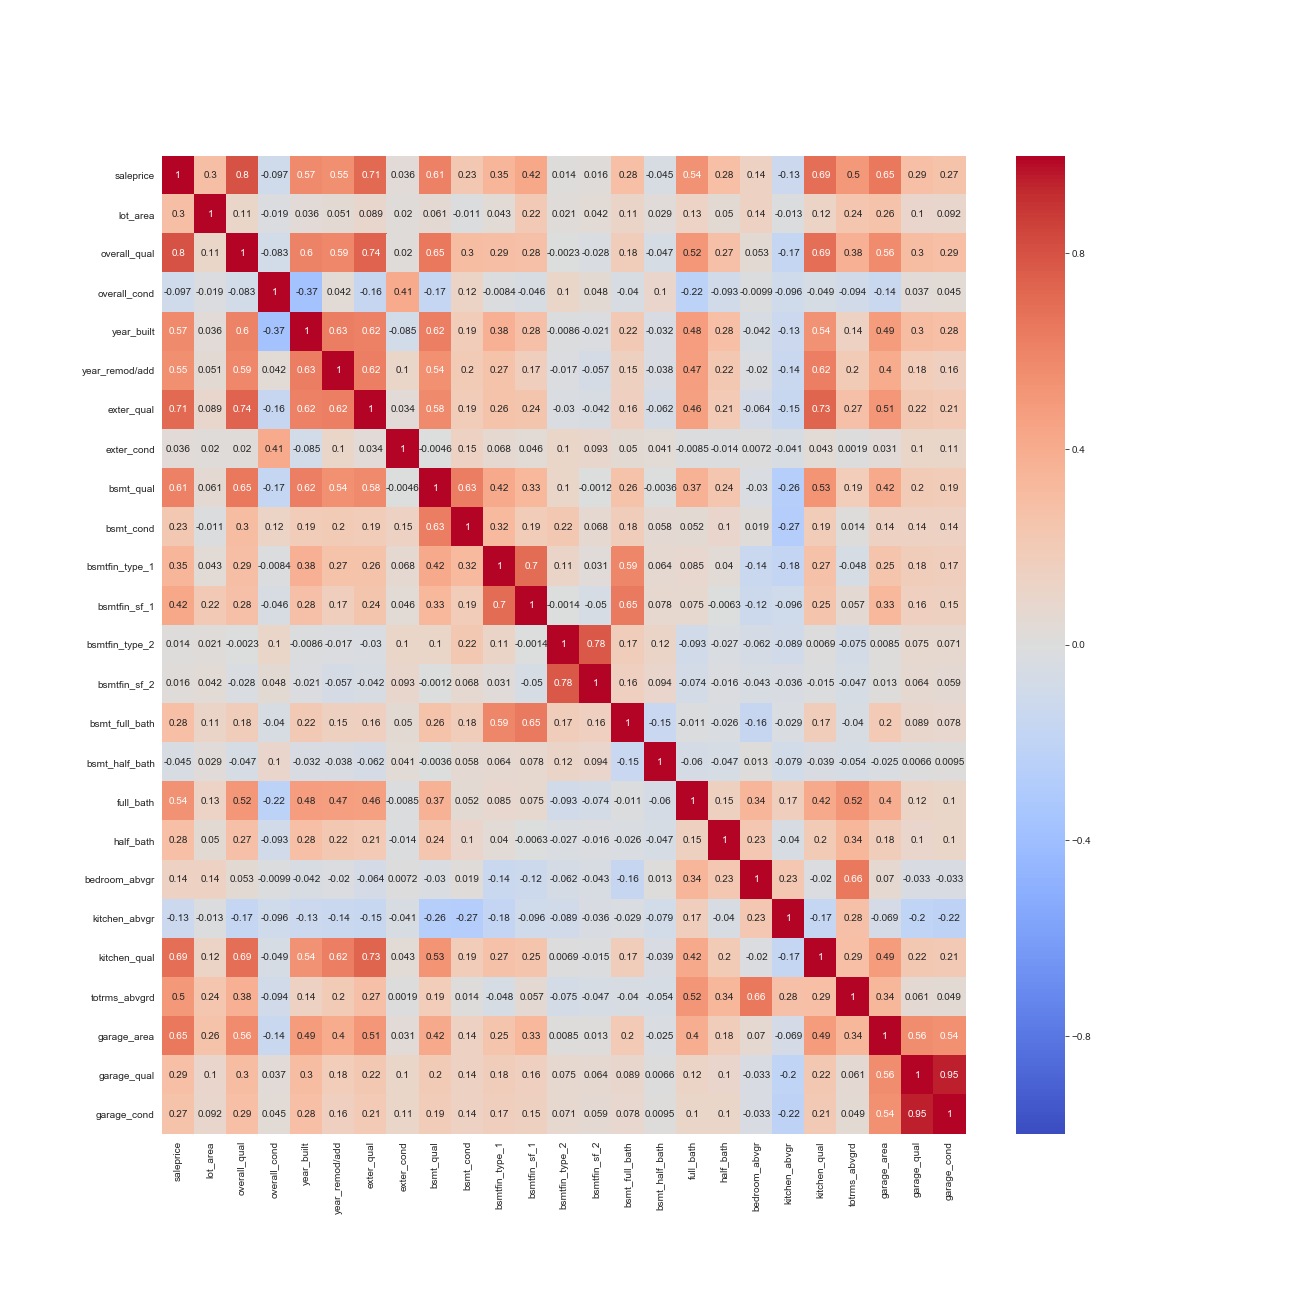 saleprice 1 0.3 0.8 -0.097 0.57 0.55 0.71 0.036 0.61 0.23 0.35 0.42 0.014 0.016 0.28 -0.045 0.54 0.28 0.14 -0.13 0.69 0.5 0.65 0.29 0.27
lot_area 0.3 1 0.11 -0.019 0.036 0.051 0.089 0.02 0.061 -0.011 0.043 0.22 0.021 0.042 0.11 0.029 0.13 0.05 0.14 -0.013 0.12 0.24 0.26 0.1 0.092
overall_qual 0.8 0.11 1 -0.083 0.6 0.59 0.74 0.02 0.65 0.3 0.29 0.28 -0.0023 -0.028 0.18 -0.047 0.52 0.27 0.053 -0.17 0.69 0.38 0.56 0.3 0.29
0.8
overall_cond -0.097 -0.019 -0.083 1 -0.37 0.042 -0.16 0.41 -0.17 0.12 -0.0084 -0.046 0.1 0.048 -0.04 0.1 -0.22 -0.093 -0.0099 -0.096 -0.049 -0.094 -0.14 0.037 0.045
year_built 0.57 0.036 0.6 -0.37 1 0.63 0.62 -0.085 0.62 0.19 0.38 0.28 -0.0086 -0.021 0.22 -0.032 0.48 0.28 -0.042 -0.13 0.54 0.14 0.49 0.3 0.28
year_remod/add 0.55 0.051 0.59 0.042 0.63 1 0.62 0.1 0.54 0.2 0.27 0.17 -0.017 -0.057 0.15 -0.038 0.47 0.22 -0.02 -0.14 0.62 0.2 0.4 0.18 0.16
exter_qual 0.71 0.089 0.74 -0.16 0.62 0.62 1 0.034 0.58 0.19 0.26 0.24 -0.03 -0.042 0.16 -0.062 0.46 0.21 -0.064 -0.15 0.73 0.27 0.51 0.22 0.21
exter_cond 0.036 0.02 0.02 0.41 -0.085 0.1 0.034 1 -0.0046 0.15 0.068 0.046 0.1 0.093 0.05 0.041 -0.0085 -0.014 0.0072 -0.041 0.043 0.0019 0.031 0.1 0.11
0.4
bsmt_qual 0.61 0.061 0.65 -0.17 0.62 0.54 0.58 -0.0046 1 0.63 0.42 0.33 0.1 -0.0012 0.26 -0.0036 0.37 0.24 -0.03 -0.26 0.53 0.19 0.42 0.2 0.19
bsmt_cond 0.23 -0.011 0.3 0.12 0.19 0.2 0.19 0.15 0.63 1 0.32 0.19 0.22 0.068 0.18 0.058 0.052 0.1 0.019 -0.27 0.19 0.014 0.14 0.14 0.14
bsmtfin_type_1 0.35 0.043 0.29 -0.0084 0.38 0.27 0.26 0.068 0.42 0.32 1 0.7 0.11 0.031 0.59 0.064 0.085 0.04 -0.14 -0.18 0.27 -0.048 0.25 0.18 0.17
bsmtfin_sf_1 0.42 0.22 0.28 -0.046 0.28 0.17 0.24 0.046 0.33 0.19 0.7 1 -0.0014 -0.05 0.65 0.078 0.075 -0.0063 -0.12 -0.096 0.25 0.057 0.33 0.16 0.15
bsmtfin_type_2 0.014 0.021 -0.0023 0.1 -0.0086 -0.017 -0.03 0.1 0.1 0.22 0.11 -0.0014 1 0.78 0.17 0.12 -0.093 -0.027 -0.062 -0.089 0.0069 -0.075 0.0085 0.075 0.071
0.0
bsmtfin_sf_2 0.016 0.042 -0.028 0.048 -0.021 -0.057 -0.042 0.093 -0.0012 0.068 0.031 -0.05 0.78 1 0.16 0.094 -0.074 -0.016 -0.043 -0.036 -0.015 -0.047 0.013 0.064 0.059
bsmt_full_bath 0.28 0.11 0.18 -0.04 0.22 0.15 0.16 0.05 0.26 0.18 0.59 0.65 0.17 0.16 1 -0.15 -0.011 -0.026 -0.16 -0.029 0.17 -0.04 0.2 0.089 0.078
bsmt_half_bath -0.045 0.029 -0.047 0.1 -0.032 -0.038 -0.062 0.041 -0.0036 0.058 0.064 0.078 0.12 0.094 -0.15 1 -0.06 -0.047 0.013 -0.079 -0.039 -0.054 -0.025 0.0066 0.0095
full_bath 0.54 0.13 0.52 -0.22 0.48 0.47 0.46 -0.0085 0.37 0.052 0.085 0.075 -0.093 -0.074 -0.011 -0.06 1 0.15 0.34 0.17 0.42 0.52 0.4 0.12 0.1
half_bath 0.28 0.05 0.27 -0.093 0.28 0.22 0.21 -0.014 0.24 0.1 0.04 -0.0063 -0.027 -0.016 -0.026 -0.047 0.15 1 0.23 -0.04 0.2 0.34 0.18 0.1 0.1
−0.4
bedroom_abvgr 0.14 0.14 0.053 -0.0099 -0.042 -0.02 -0.064 0.0072 -0.03 0.019 -0.14 -0.12 -0.062 -0.043 -0.16 0.013 0.34 0.23 1 0.23 -0.02 0.66 0.07 -0.033 -0.033
kitchen_abvgr -0.13 -0.013 -0.17 -0.096 -0.13 -0.14 -0.15 -0.041 -0.26 -0.27 -0.18 -0.096 -0.089 -0.036 -0.029 -0.079 0.17 -0.04 0.23 1 -0.17 0.28 -0.069 -0.2 -0.22
kitchen_qual 0.69 0.12 0.69 -0.049 0.54 0.62 0.73 0.043 0.53 0.19 0.27 0.25 0.0069 -0.015 0.17 -0.039 0.42 0.2 -0.02 -0.17 1 0.29 0.49 0.22 0.21
totrms_abvgrd 0.5 0.24 0.38 -0.094 0.14 0.2 0.27 0.0019 0.19 0.014 -0.048 0.057 -0.075 -0.047 -0.04 -0.054 0.52 0.34 0.66 0.28 0.29 1 0.34 0.061 0.049
garage_area 0.65 0.26 0.56 -0.14 0.49 0.4 0.51 0.031 0.42 0.14 0.25 0.33 0.0085 0.013 0.2 -0.025 0.4 0.18 0.07 -0.069 0.49 0.34 1 0.56 0.54
−0.8
garage_qual 0.29 0.1 0.3 0.037 0.3 0.18 0.22 0.1 0.2 0.14 0.18 0.16 0.075 0.064 0.089 0.0066 0.12 0.1 -0.033 -0.2 0.22 0.061 0.56 1 0.95
garage_cond 0.27 0.092 0.29 0.045 0.28 0.16 0.21 0.11 0.19 0.14 0.17 0.15 0.071 0.059 0.078 0.0095 0.1 0.1 -0.033 -0.22 0.21 0.049 0.54 0.95 1
saleprice
lot_area
overall_qual
overall_cond
year_built
year_remod/add
exter_qual
exter_cond
bsmt_qual
bsmt_cond
bsmtfin_type_1
bsmtfin_sf_1
bsmtfin_type_2
bsmtfin_sf_2
bsmt_full_bath
bsmt_half_bath
full_bath
half_bath
bedroom_abvgr
kitchen_abvgr
kitchen_qual
totrms_abvgrd
garage_area
garage_qual
garage_cond